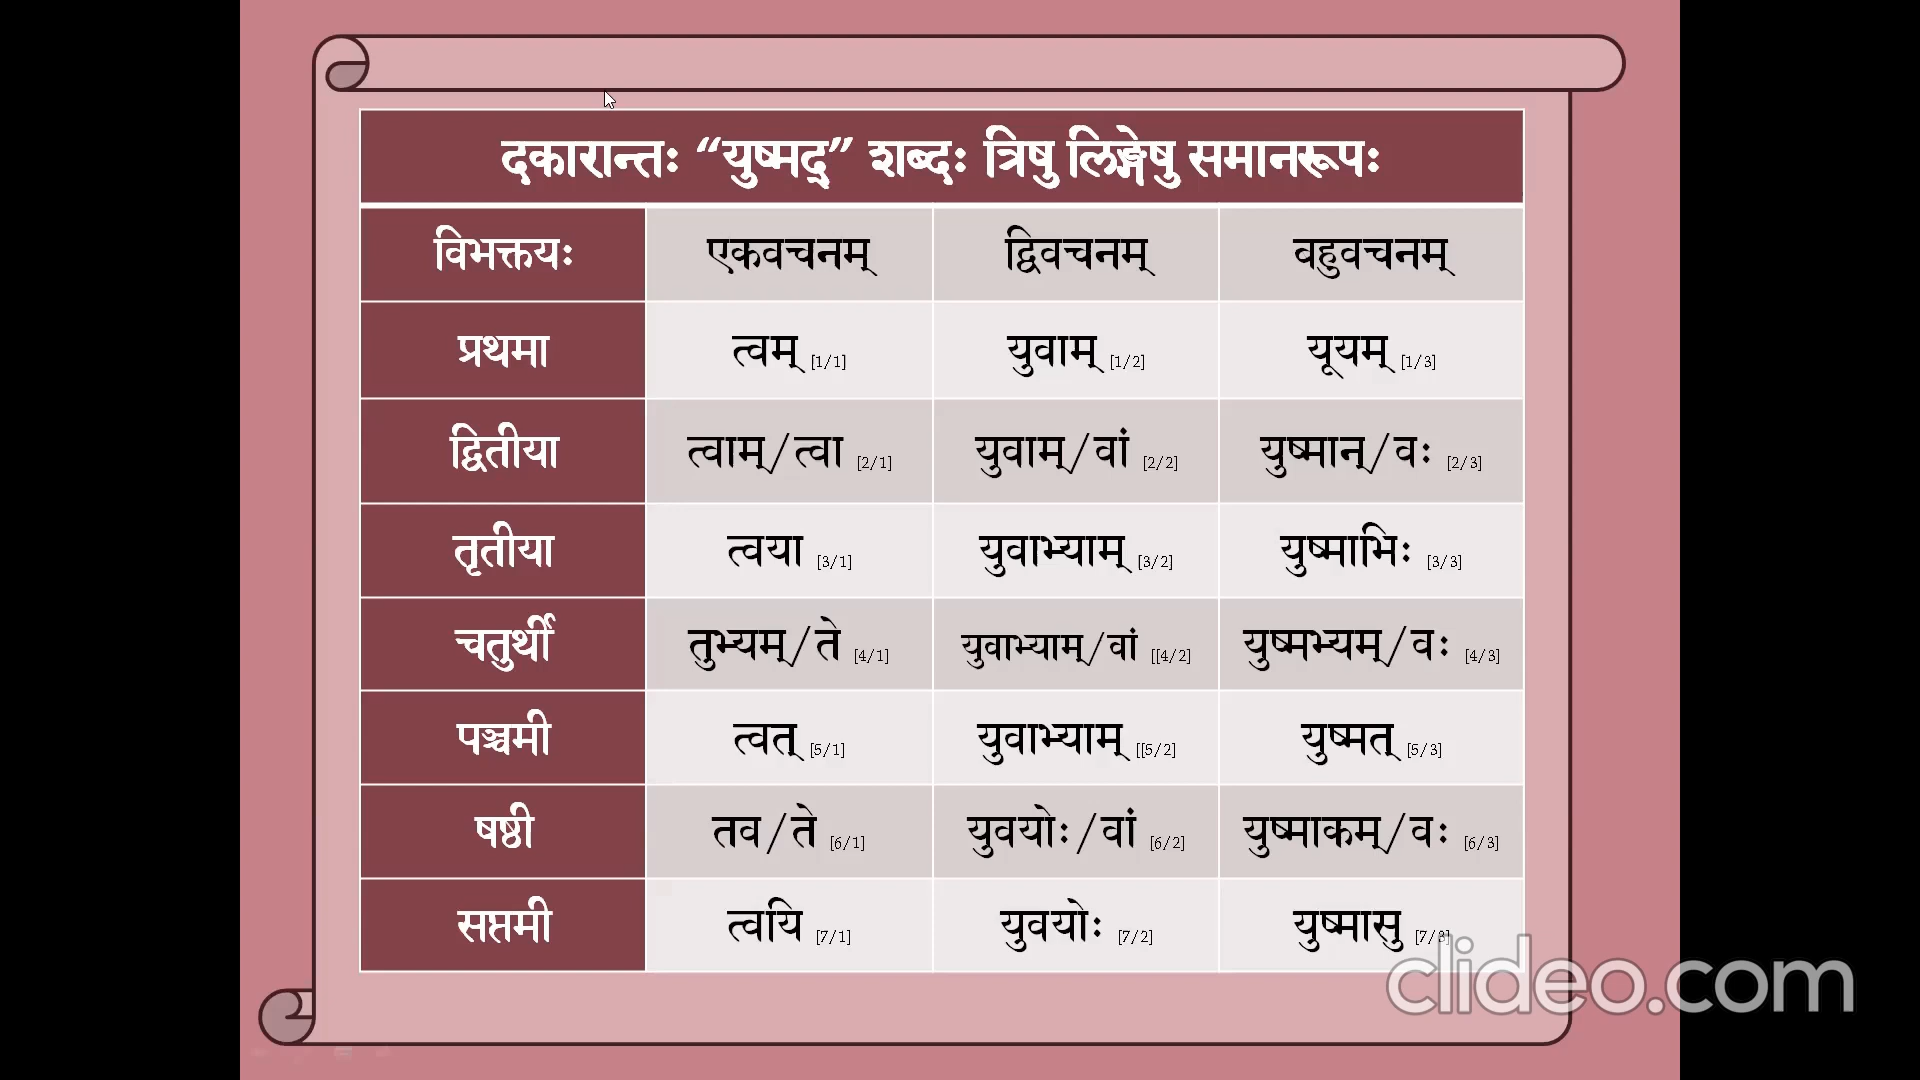 दकारान्तः “युष्मद्” शब्दः त्रिषु लिङ्गेषु समानरूपः
विभक्तयः एकवचनम् द्विवचनम् वहुवचनम्
प्रथमा त्वम् [1/1] युवाम् [1/2] यूयम् [1/3]
द्वितीया त्वाम्/त्वा [2/1] युवाम्/वां [2/2] युष्मान्/वः [2/3]
तृतीया त्वया [3/1] युवाभ्याम् [3/2] युष्माभिः [3/3]
चतुर्थी तुभ्यम्/ते [4/1] युवाभ्याम्/वां [[4/2] युष्मभ्यम्/वः [4/3]
पञ्चमी त्वत् [5/1] युवाभ्याम् [[5/2] युष्मत् [5/3]
षष्ठी तव/ते [6/1] युवयोः/वां [6/2] युष्माकम्/वः [6/3]
सप्तमी त्वयि [7/1] युवयोः [7/2] युष्मासु [7/3]
clideo.com